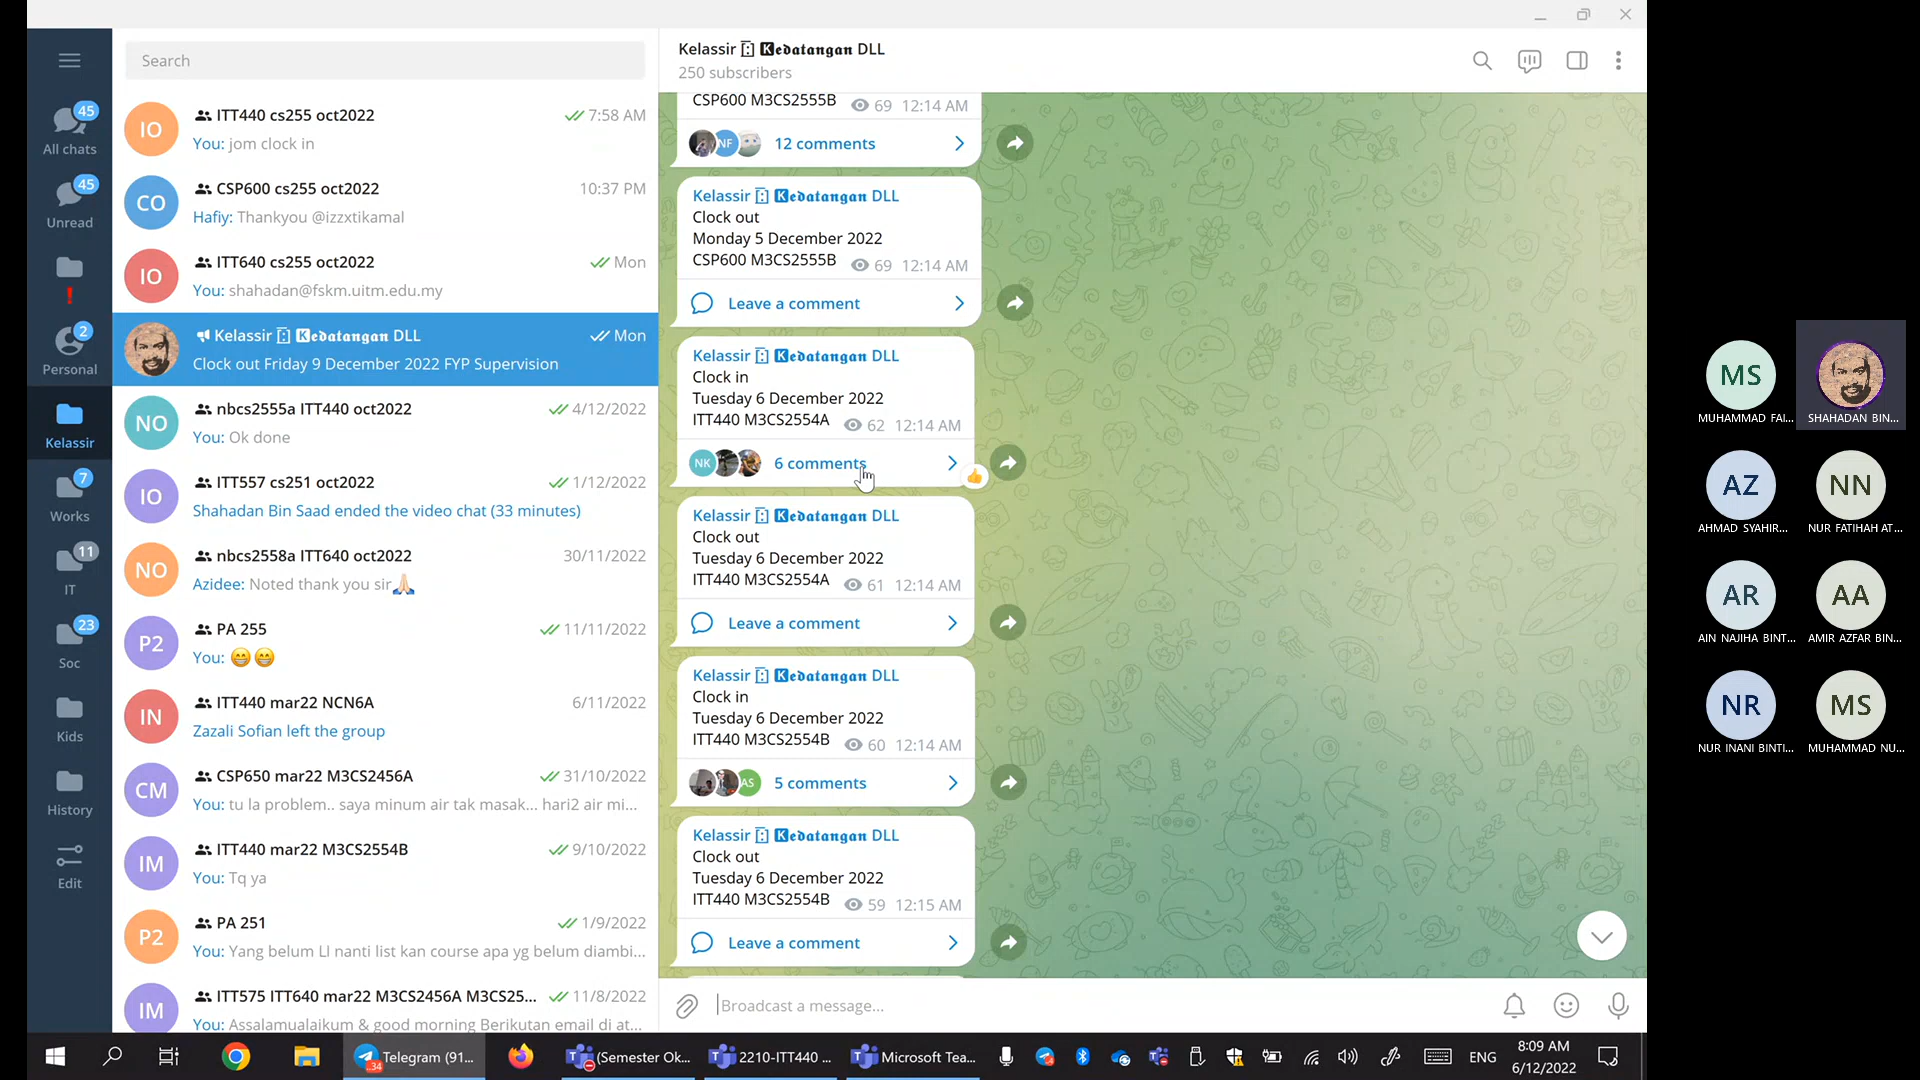 45
All chats
45
Unread
2
Personal
Kelassir
7
Works
11
IT
23
Soc
Kids
History
Edit
Search
IO
ITT440 cs255 oct2022
7:58 AM
You: jom clock in
CO
CSP600 cs255 oct2022
10:37 PM
Hafiy: Thankyou @izzxtikamal
IO
ITT640 cs255 oct2022
Mon
You: shahadan@fskm.uitm.edu.my
Kelassir [:] 𝕶edatangan DLL
Mon
Clock out Friday 9 December 2022 FYP Supervision
NO
nbcs2555a ITT440 oct2022
4/12/2022
You: Ok done
IO
ITT557 cs251 oct2022
1/12/2022
Shahadan Bin Saad ended the video chat (33 minutes)
NO
nbcs2558a ITT640 oct2022
30/11/2022
Azidee: Noted thank you sir🙏🏻
P2
PA 255
11/11/2022
You: 😁😁
IN
ITT440 mar22 NCN6A
6/11/2022
Zazali Sofian left the group
CM
CSP650 mar22 M3CS2456A
31/10/2022
You: tu la problem.. saya minum air tak masak... hari2 air mi...
IM
ITT440 mar22 M3CS2554B
9/10/2022
You: Tq ya
P2
PA 251
1/9/2022
You: Yang belum LI nanti list kan course apa yg belum diambi...
IM
ITT575 ITT640 mar22 M3CS2456A M3CS25...
11/8/2022
You: Assalamualaikum & good morning Berikutan email di at...
Kelassir [:] 𝕶edatangan DLL
250 subscribers
CSP600 M3CS2555B 69 12:14 AM
NF
12 comments
Kelassir [:] 𝕶edatangan DLL
Clock out
Monday 5 December 2022
CSP600 M3CS2555B 69 12:14 AM
Leave a comment
Kelassir [:] 𝕶edatangan DLL
Clock in
Tuesday 6 December 2022
ITT440 M3CS2554A 62 12:14 AM
NK
6 comments
👍
Kelassir [:] 𝕶edatangan DLL
Clock out
Tuesday 6 December 2022
ITT440 M3CS2554A 61 12:14 AM
Leave a comment
Kelassir [:] 𝕶edatangan DLL
Clock in
Tuesday 6 December 2022
ITT440 M3CS2554B 60 12:14 AM
AS
5 comments
Kelassir [:] 𝕶edatangan DLL
Clock out
Tuesday 6 December 2022
ITT440 M3CS2554B 59 12:15 AM
Leave a comment
Broadcast a message...
MS
MUHAMMAD FAI...
SHAHADAN BIN...
AZ
AHMAD SYAHIR...
NN
NUR FATIHAH AT...
AR
AIN NAJIHA BINT...
AA
AMIR AZFAR BIN...
NR
NUR INANI BINTI...
MS
MUHAMMAD NU...
Telegram (91...
..34
(Semester Ok...
2210-ITT440 ...
Microsoft Tea...
ENG
8:09 AM
6/12/2022